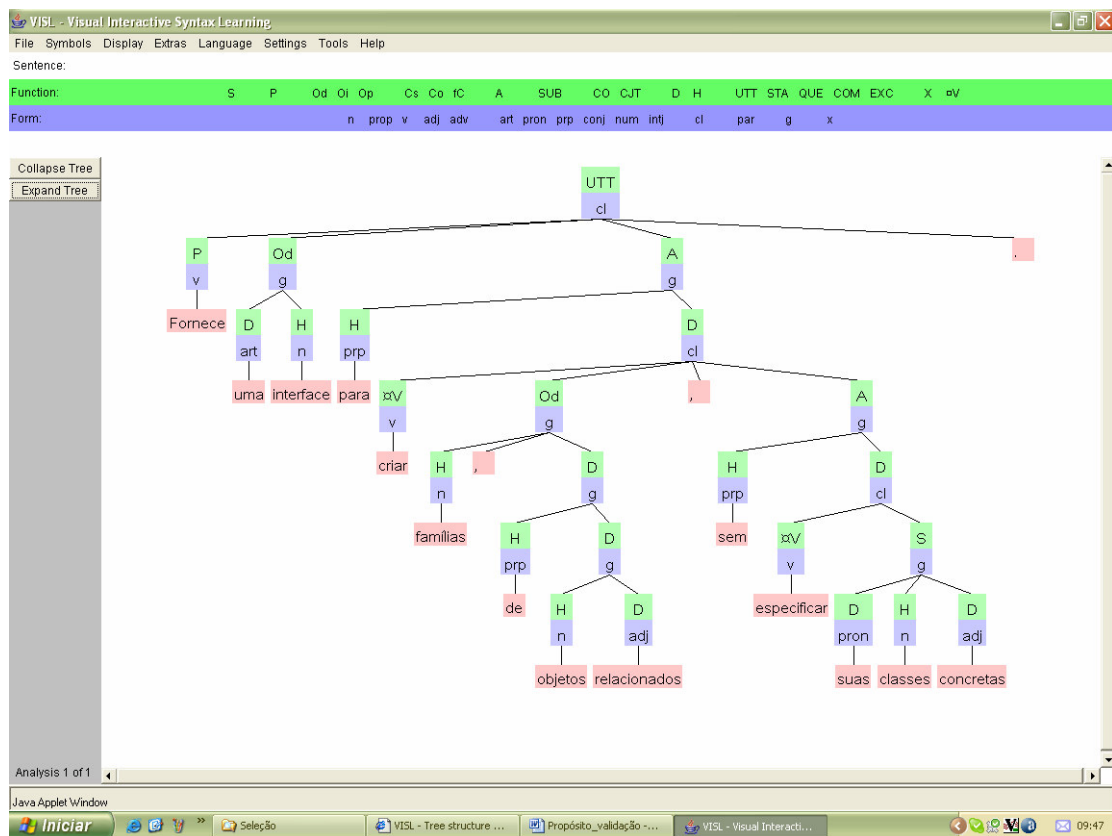 VISL - Visual Interactive Syntax Learning
File Symbols Display Extras Language Settings Tools Help
Sentence:
Function: S P Od Oi Op Cs Co fC A SUB CO CJT D H UTT STA QUE COM EXC X ¤V
Form: n prop v adj adv art pron prp conj num intj cl par g x
Collapse Tree
Expand Tree
UTT
cl
P Od A .
v g g
Fornece D H H D
art n prp cl
uma interface para ¤V Od , A
v g g
criar H , D H D
n g prp cl
famílias H D sem ¤V S
prp g v g
de H D especificar D H D
n adj pron n adj
objetos relacionados suas classes concretas
Analysis 1 of 1
Java Applet Window
Iniciar » Seleção VISL - Tree structure ... Propósito_validação -... VISL - Visual Interacti... 09:47